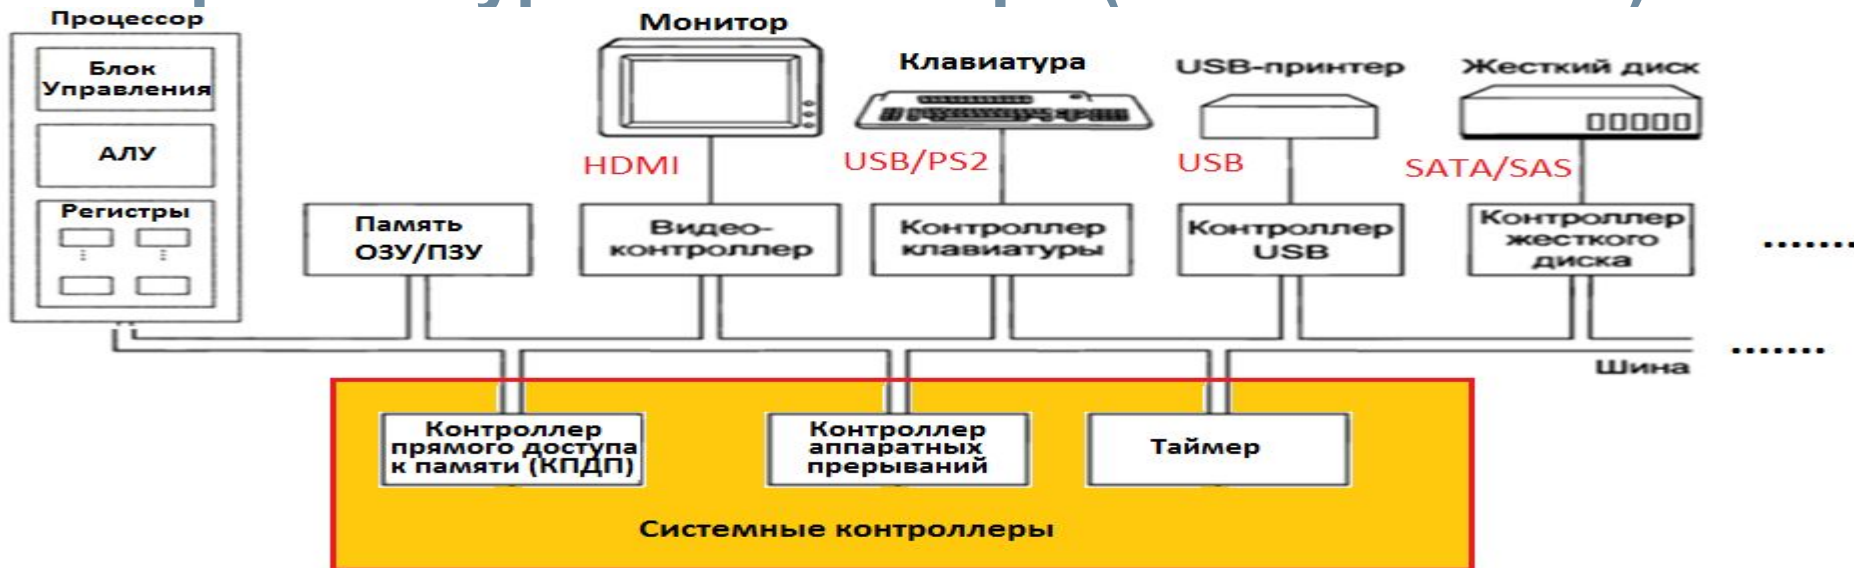 Процессор
Блок
Управления
АЛУ
Регистры
Монитор
Клавиатура
USB-принтер
Жесткий диск
HDMI
USB/PS2
USB
SATA/SAS
Память
ОЗУ/ПЗУ
Видео-
контроллер
Контроллер
клавиатуры
Контроллер
USB
Контроллер
жесткого
диска
........
.......
Шина
Контроллер
прямого доступа
к памяти (КПДП)
Контроллер
аппаратных
прерываний
Таймер
Системные контроллеры